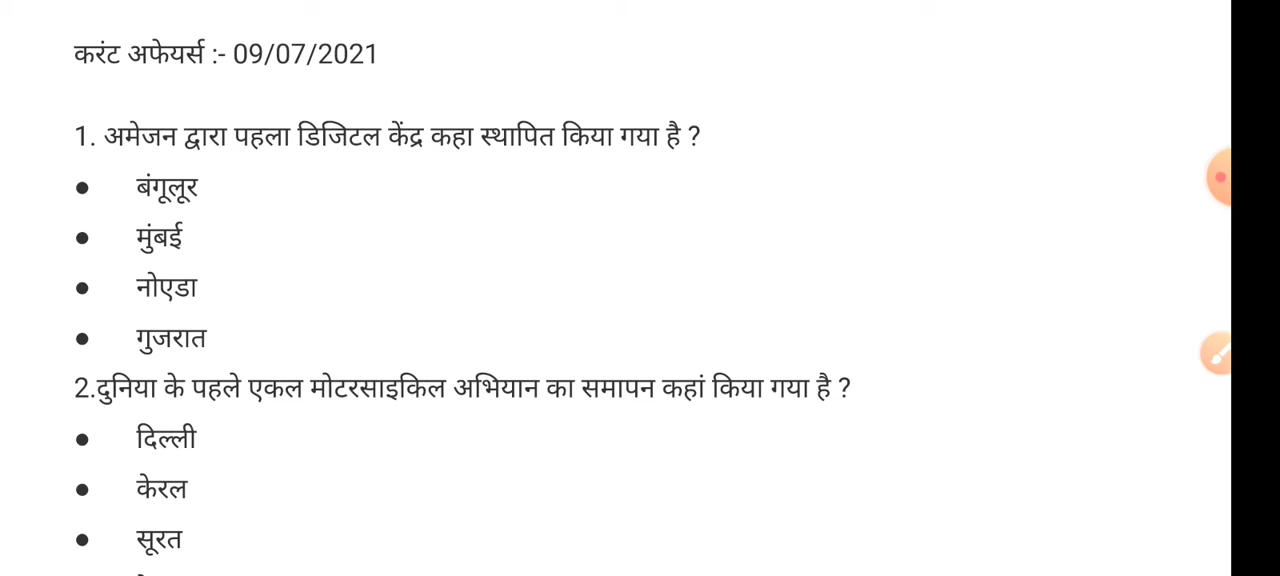 करंट अफेयर्स :- 09/07/2021
1. अमेजन द्वारा पहला डिजिटल केंद्र कहा स्थापित किया गया है ?
● बंगूलूर
● मुंबई
● नोएडा
● गुजरात
2.दुनिया के पहले एकल मोटरसाइकिल अभियान का समापन कहां किया गया है ?
● दिल्ली
● केरल
● सूरत